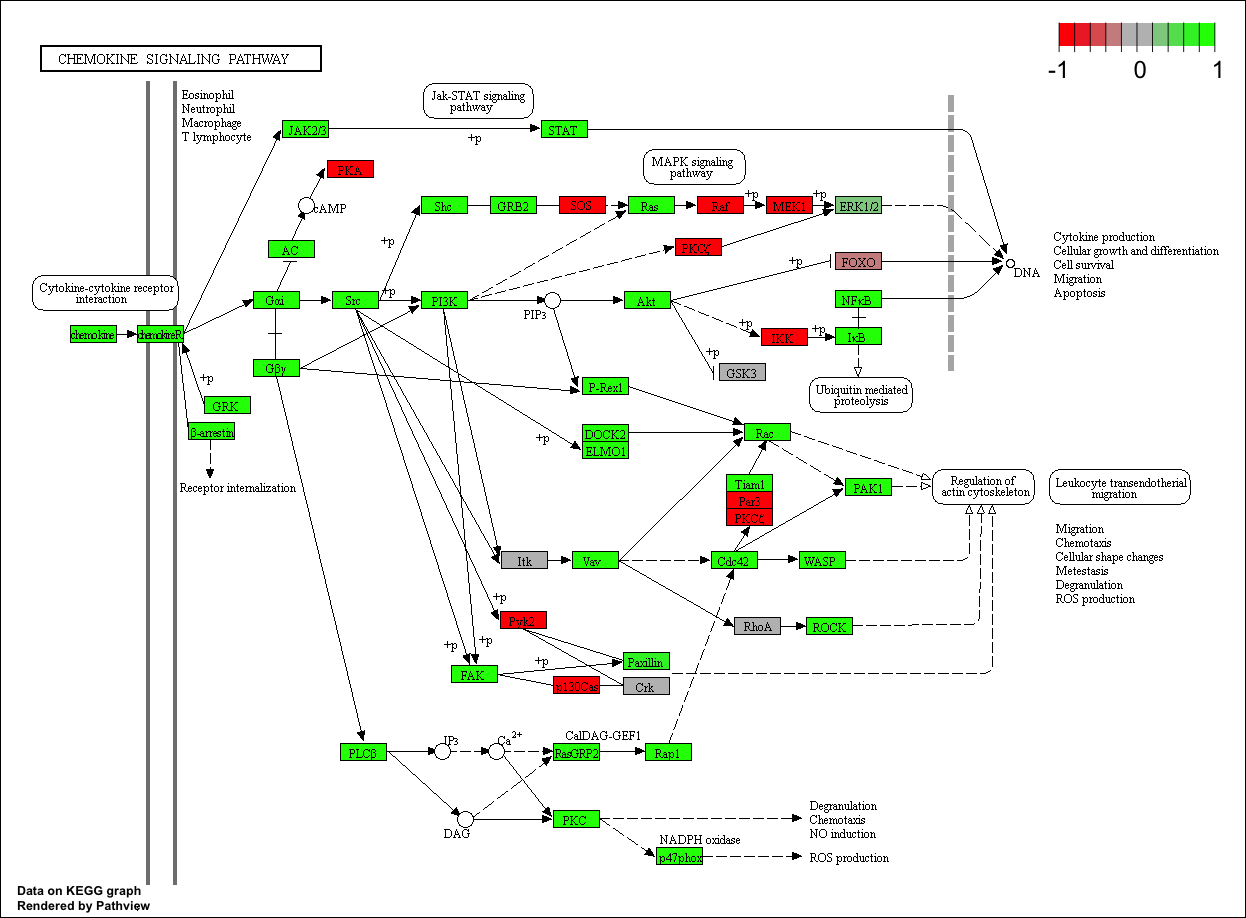 -1 0 1
CHEMOKINE SIGNALING PATHWAY
Eosinophil
Neutrophil
Macrophage
T lymphocyte
Jak-STAT signaling
pathway
JAK2/3
+p
STAT
MAPK signaling
pathway
PKA
cAMP
AC
Shc
GRB2
SOS
Ras
Raf
+p
MEK1
+p
ERK1/2
+p
PKCζ
Cytokine production
Cellular growth and differentiation
Cell survival
Migration
Apoptosis
DNA
+p
FOXO
Cytokine-cytokine receptor
interaction
Gαi
Src
+p
PI3K
PIP3
Akt
NFκB
chemokine
chemokineR
+p
IKK
+p
IκB
+p
GSK3
Gβγ
+p
GRK
β-arrestin
Receptor internalization
P-Rex1
Ubiquitin mediated
proteolysis
+p
DOCK2
ELMO1
Rac
Tiam1
Par3
PKCζ
PAK1
Regulation of
actin cytoskeleton
Leukocyte transendotherial
migration
Itk
Vav
Cdc42
WASP
Migration
Chemotaxis
Cellular shape changes
Metastasis
Degranulation
ROS production
+p
Pyk2
RhoA
ROCK
+p
+p
FAK
+p
Paxillin
p130Cas
Crk
PLCβ
IP3
Ca2+
CalDAG-GEF1
RasGRP2
Rap1
DAG
PKC
Degranulation
Chemotaxis
NO induction
NADPH oxidase
p47phox
ROS production
Data on KEGG graph
Rendered by Pathview